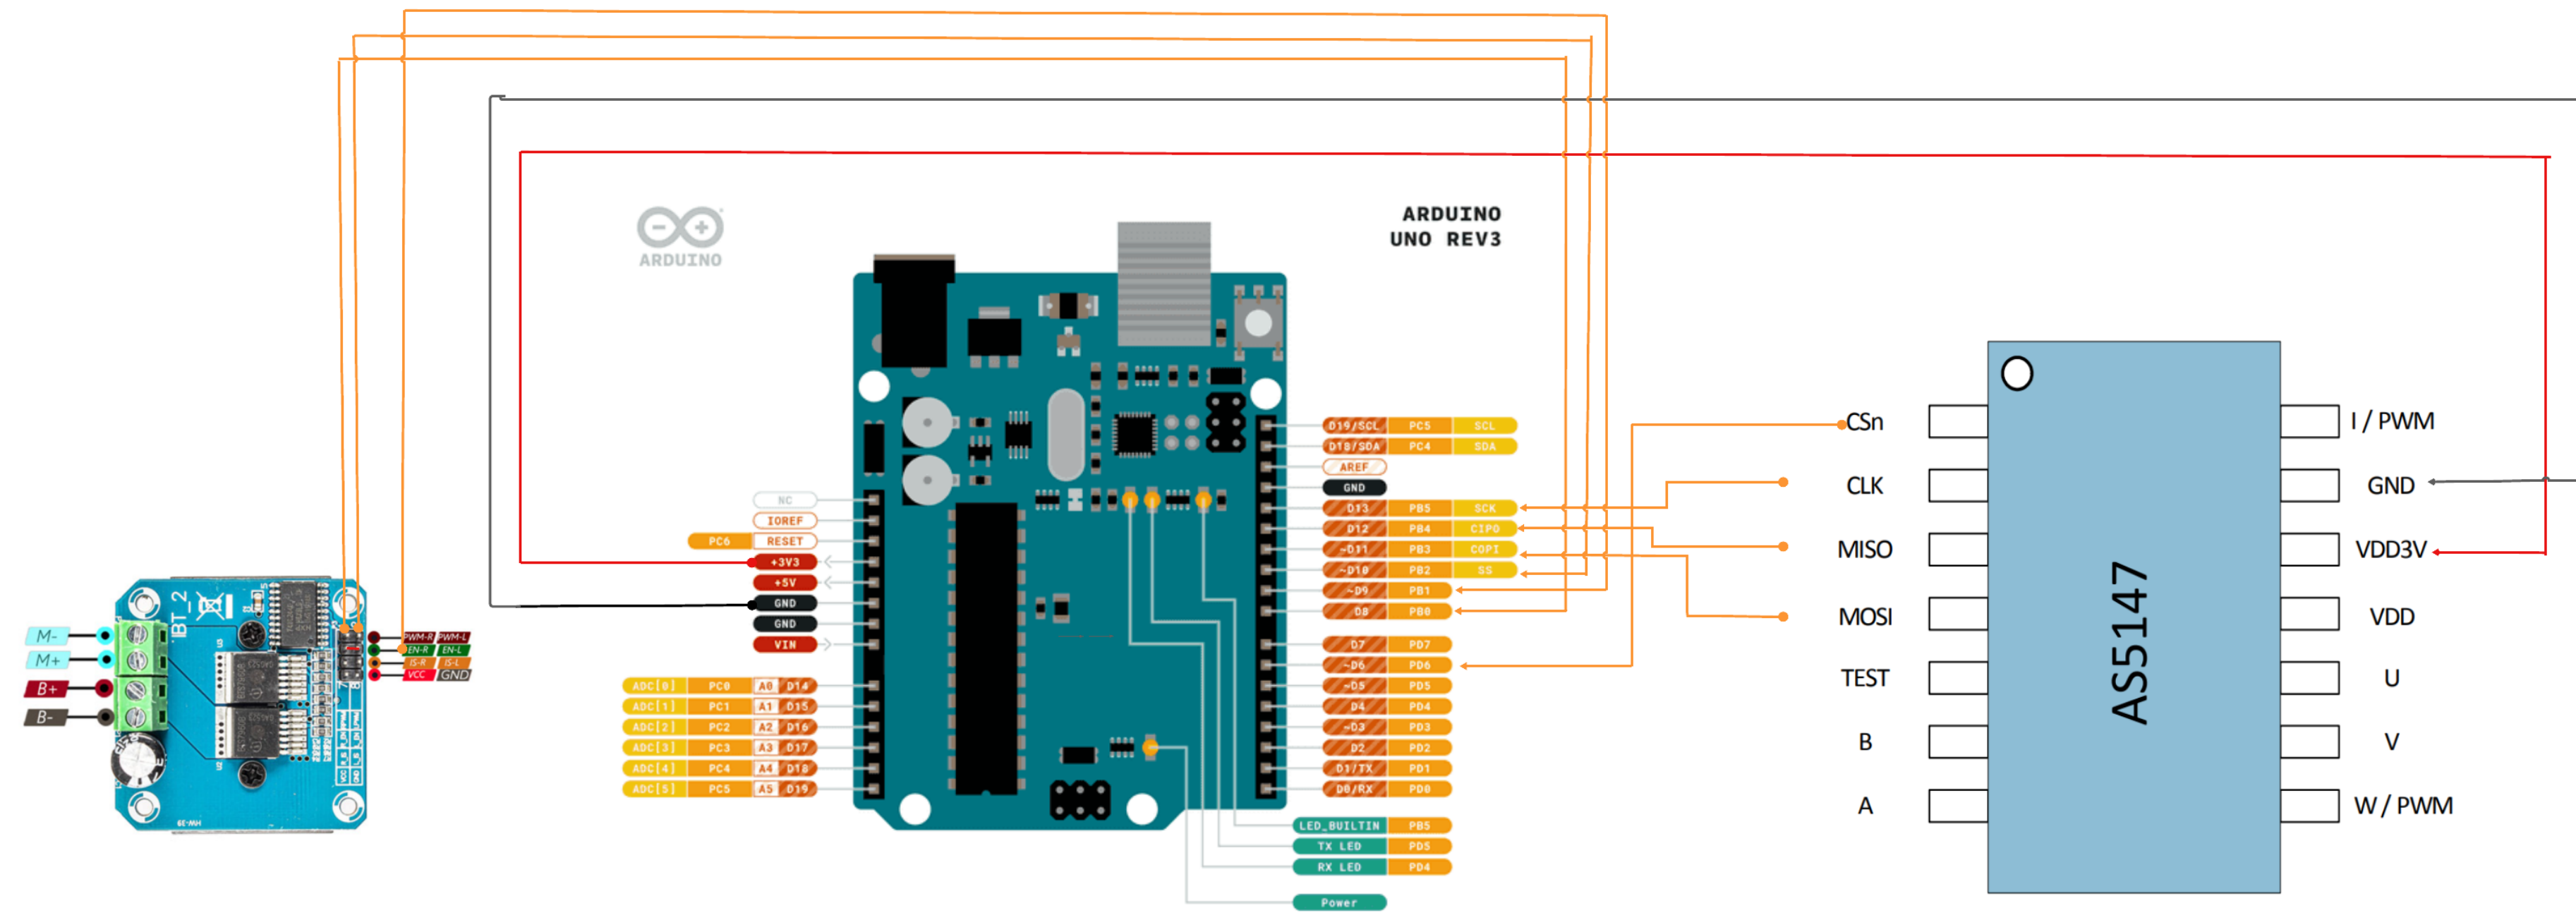 ARDUINO
ARDUINO
UNO REV3
NC
IOREF
PC6 RESET
+3V3
+5V
GND
GND
VIN
ADC[0] PC0 A0 D14
ADC[1] PC1 A1 D15
ADC[2] PC2 A2 D16
ADC[3] PC3 A3 D17
ADC[4] PC4 A4 D18
ADC[5] PC5 A5 D19
D19/SCL PC5 SCL
D18/SDA PC4 SDA
AREF
GND
D13 PB5 SCK
D12 PB4 CIPO
~D11 PB3 COPI
~D10 PB2 SS
~D9 PB1
D8 PB0
D7 PD7
~D6 PD6
~D5 PD5
D4 PD4
~D3 PD3
D2 PD2
D1/TX PD1
D0/RX PD0
LED_BUILTIN PB5
TX LED PD5
RX LED PD4
Power
M-
M+
B+
B-
IBT_2
PWM-R PWM-L
EN-R EN-L
IS-R IS-L
VCC GND
HW-39
CSn
CLK
MISO
MOSI
TEST
B
A
AS5147
I / PWM
GND
VDD3V
VDD
U
V
W / PWM